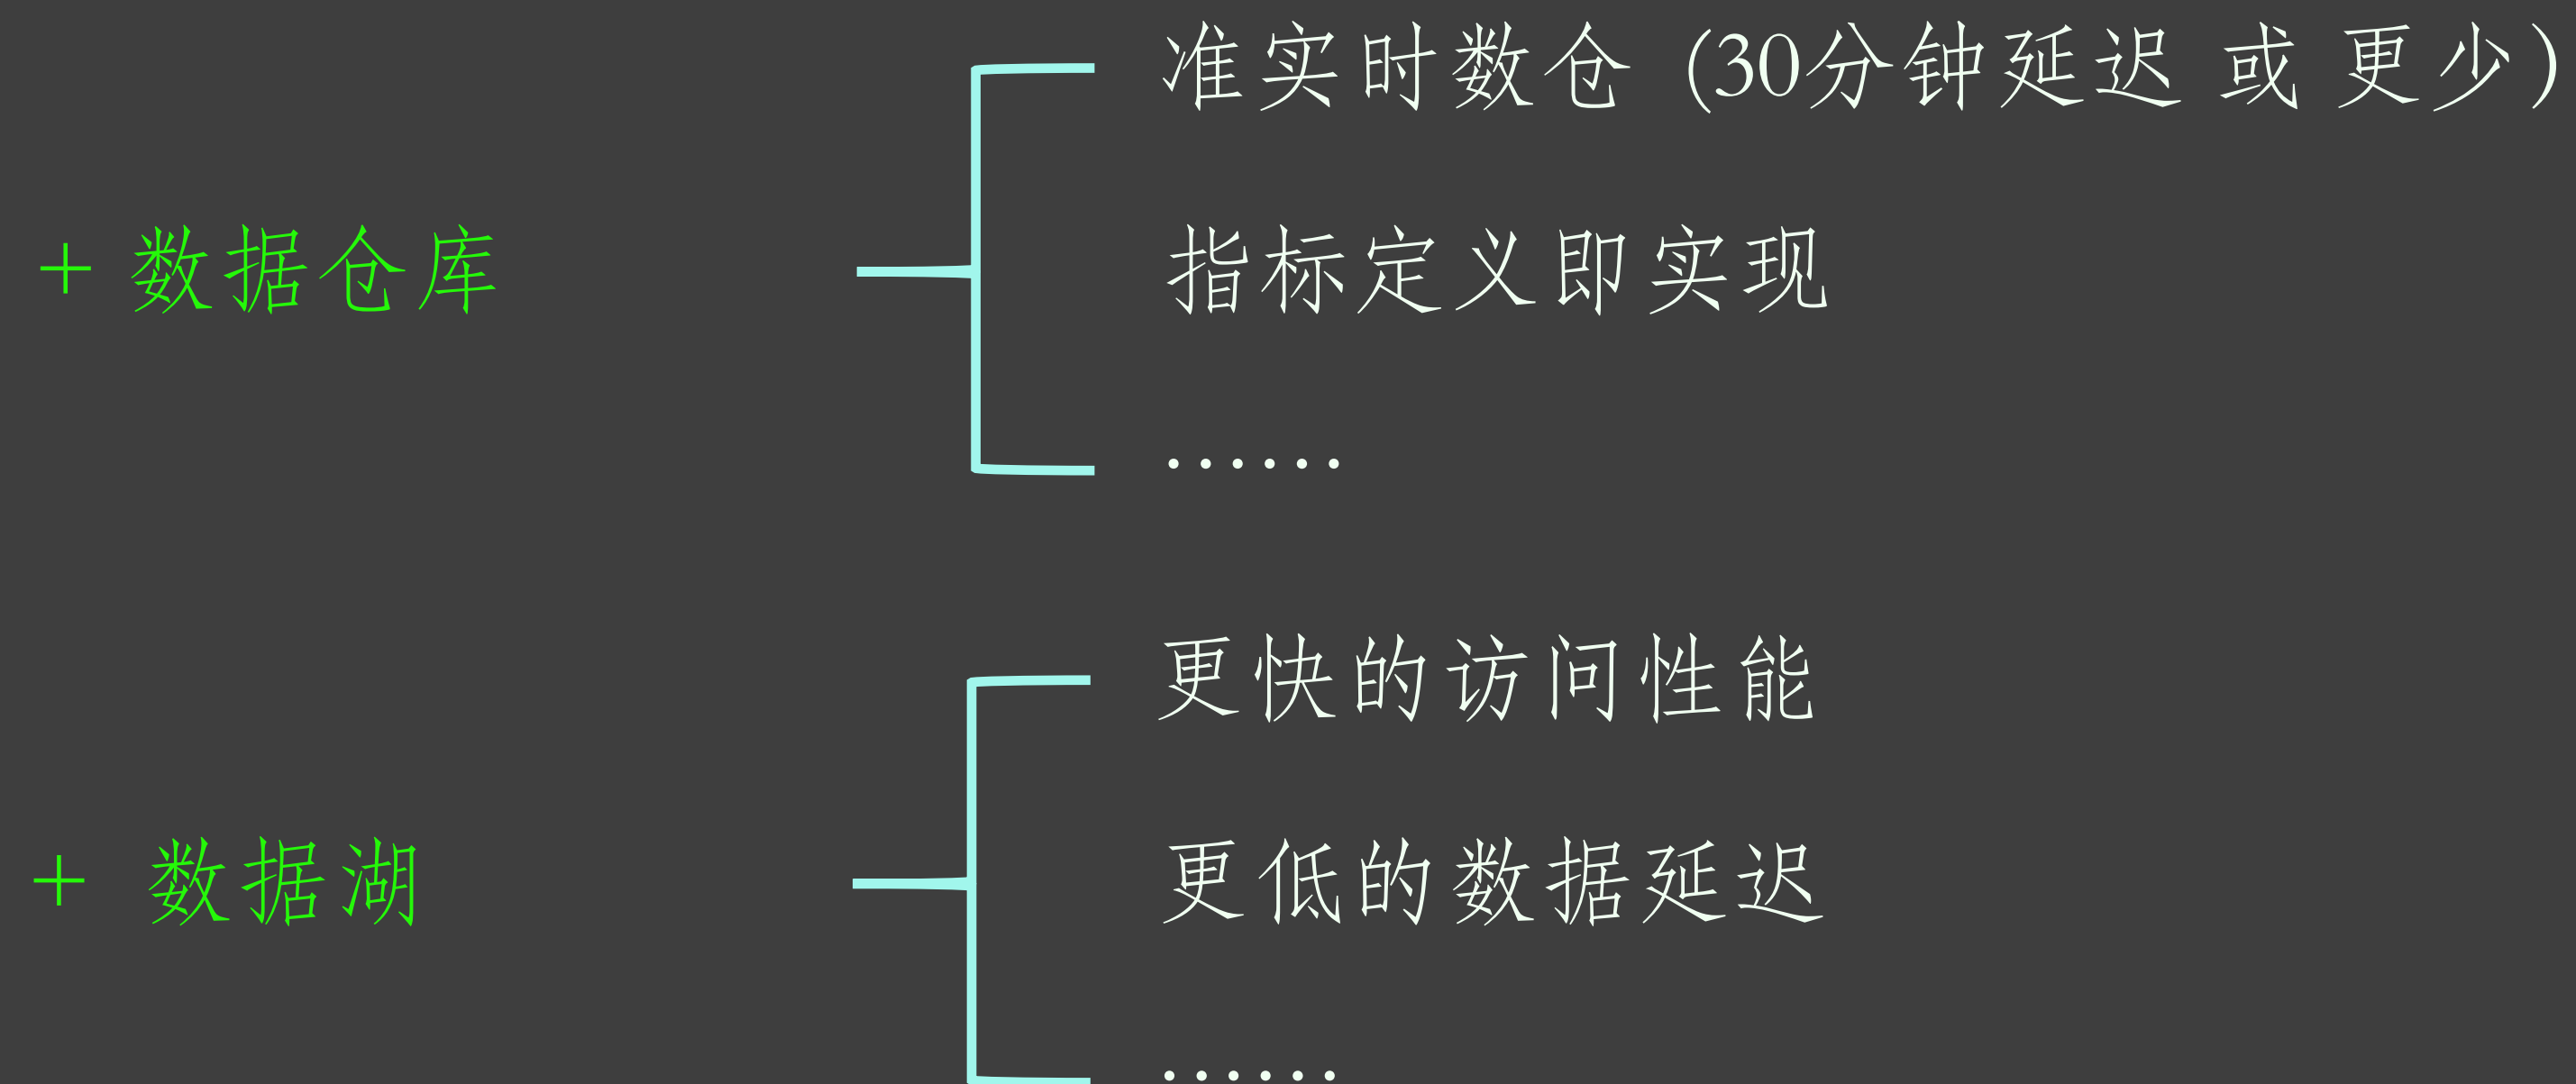 准实时数仓 (30分钟延迟 或 更少)
+ 数据仓库
指标定义即实现
......
更快的访问性能
+ 数据湖
更低的数据延迟
......